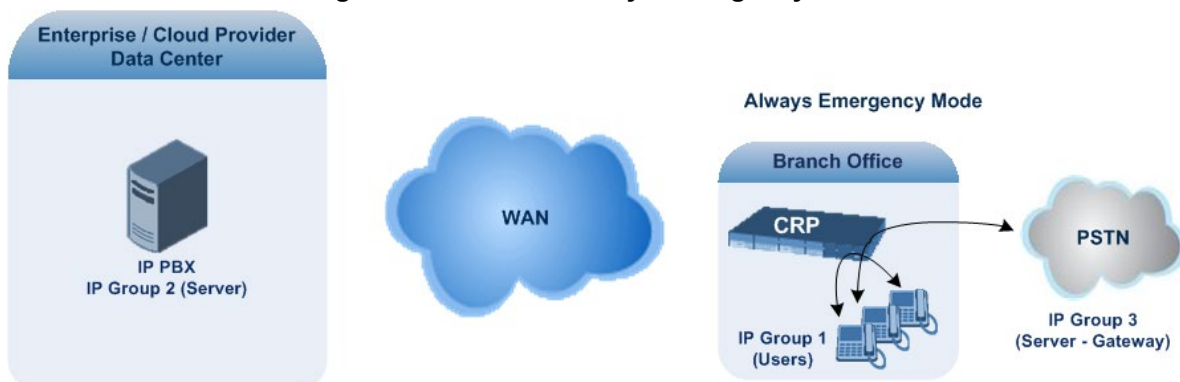 Enterprise / Cloud Provider
Data Center
IP PBX
IP Group 2 (Server)
WAN
Always Emergency Mode
Branch Office
CRP
IP Group 1
(Users)
PSTN
IP Group 3
(Server - Gateway)